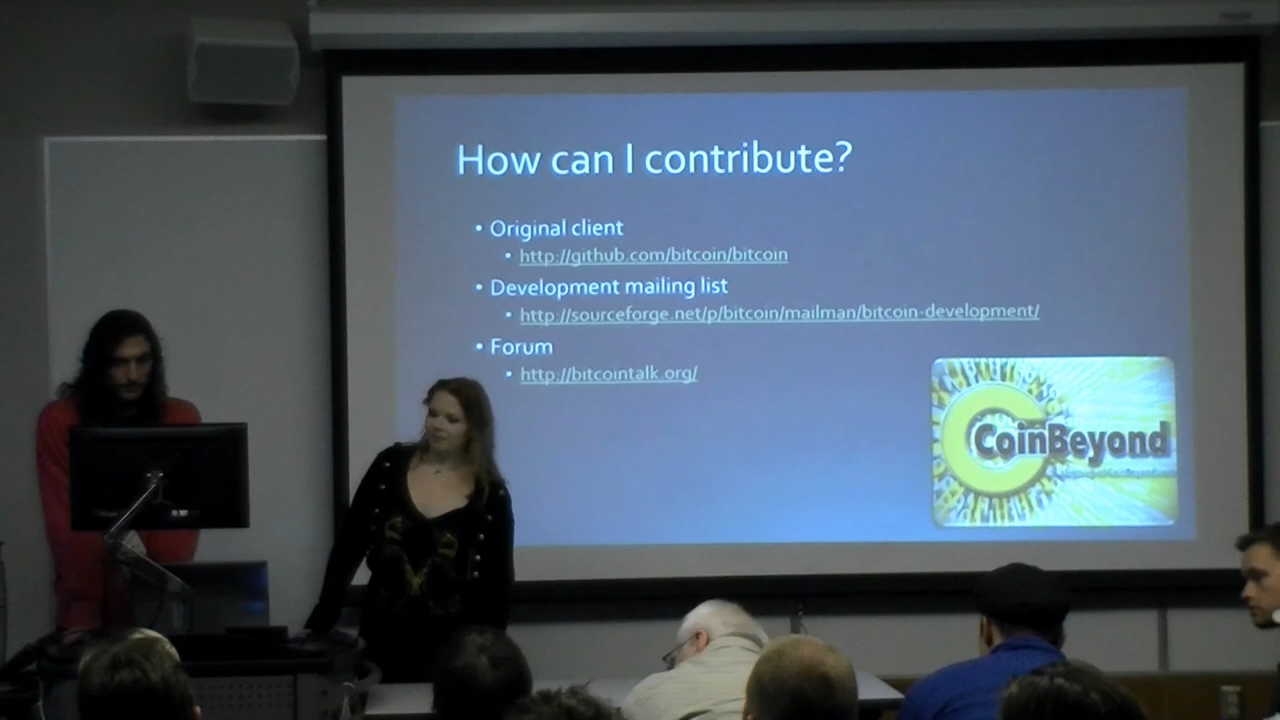 How can I contribute?
• Original client
• http://github.com/bitcoin/bitcoin
• Development mailing list
• http://sourceforge.net/p/bitcoin/mailman/bitcoin-development/
• Forum
• http://bitcointalk.org/
CoinBeyond